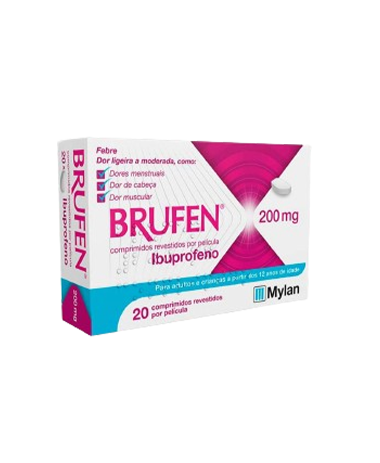 Febre
Dor ligeira a moderada, como:
Dores menstruais
Dor de cabeça
Dor muscular
BRUFEN®
200 mg
comprimidos revestidos por película
Ibuprofeno
Para adultos e crianças a partir dos 12 anos de idade
20 comprimidos revestidos
por película
Mylan
BRUFEN
Ibuprofeno
200 mg